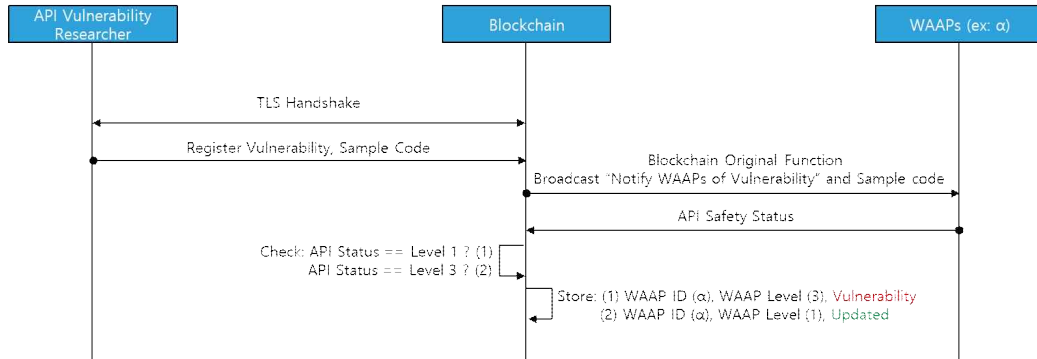 API Vulnerability
Researcher
Blockchain
WAAPs (ex: α)
TLS Handshake
Register Vulnerability, Sample Code
Blockchain Original Function
Broadcast "Notify WAAPs of Vulnerability" and Sample code
API Safety Status
Check: API Status == Level 1 ? (1)
API Status == Level 3 ? (2)
Store: (1) WAAP ID (α), WAAP Level (3), Vulnerability
(2) WAAP ID (α), WAAP Level (1), Updated